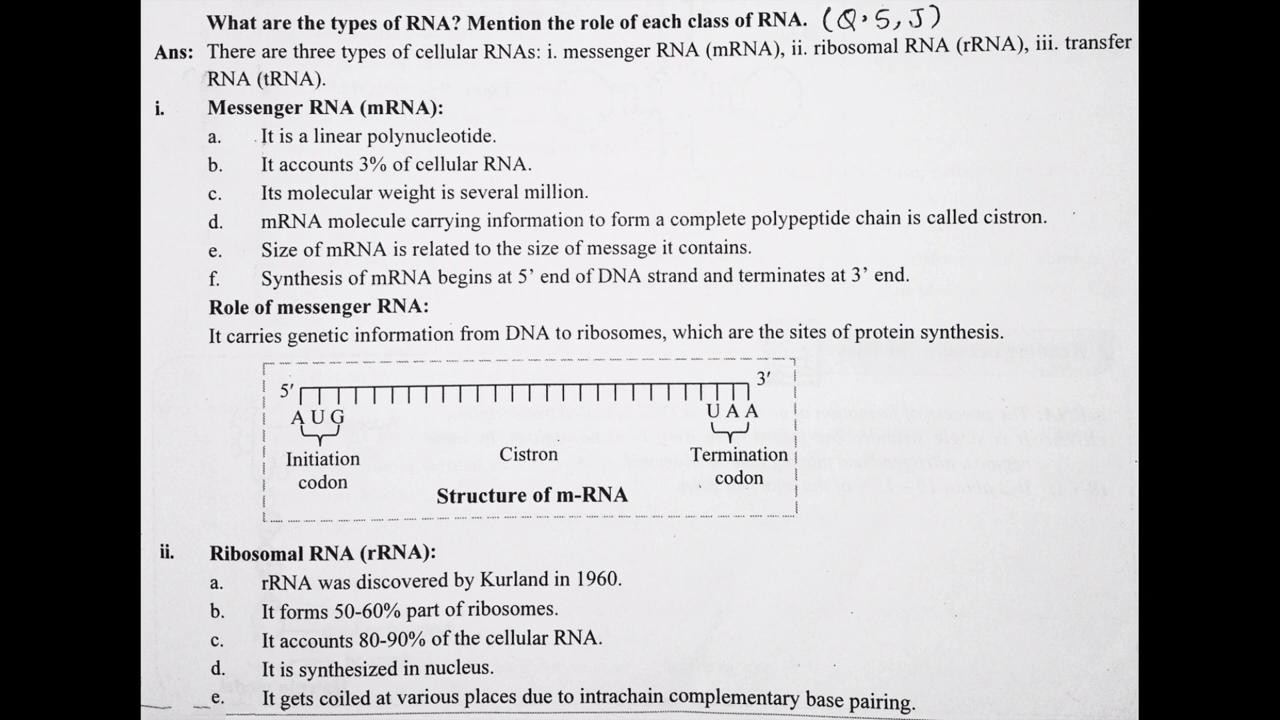 What are the types of RNA? Mention the role of each class of RNA. (Q.5,J)
Ans: There are three types of cellular RNAs: i. messenger RNA (mRNA), ii. ribosomal RNA (rRNA), iii. transfer
RNA (tRNA).
i. Messenger RNA (mRNA):
a. It is a linear polynucleotide.
b. It accounts 3% of cellular RNA.
c. Its molecular weight is several million.
d. mRNA molecule carrying information to form a complete polypeptide chain is called cistron.
e. Size of mRNA is related to the size of message it contains.
f. Synthesis of mRNA begins at 5’ end of DNA strand and terminates at 3’ end.
Role of messenger RNA:
It carries genetic information from DNA to ribosomes, which are the sites of protein synthesis.
5′ 3′
A U G U A A
Initiation Cistron Termination
codon codon
Structure of m-RNA
ii. Ribosomal RNA (rRNA):
a. rRNA was discovered by Kurland in 1960.
b. It forms 50-60% part of ribosomes.
c. It accounts 80-90% of the cellular RNA.
d. It is synthesized in nucleus.
e. It gets coiled at various places due to intrachain complementary base pairing.